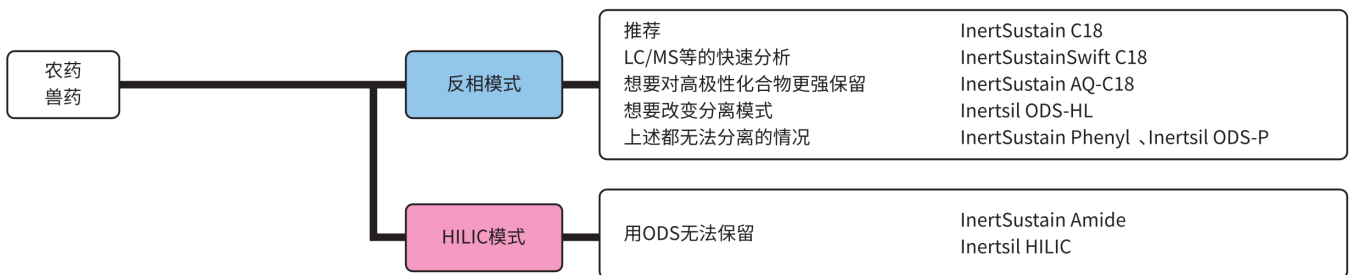 农药
兽药
反相模式
推荐 InertSustain C18
LC/MS等的快速分析 InertSustainSwift C18
想要对高极性化合物更强保留 InertSustain AQ-C18
想要改变分离模式 Inertsil ODS-HL
上述都无法分离的情况 InertSustain Phenyl 、Inertsil ODS-P
HILIC模式
用ODS无法保留
InertSustain Amide
Inertsil HILIC